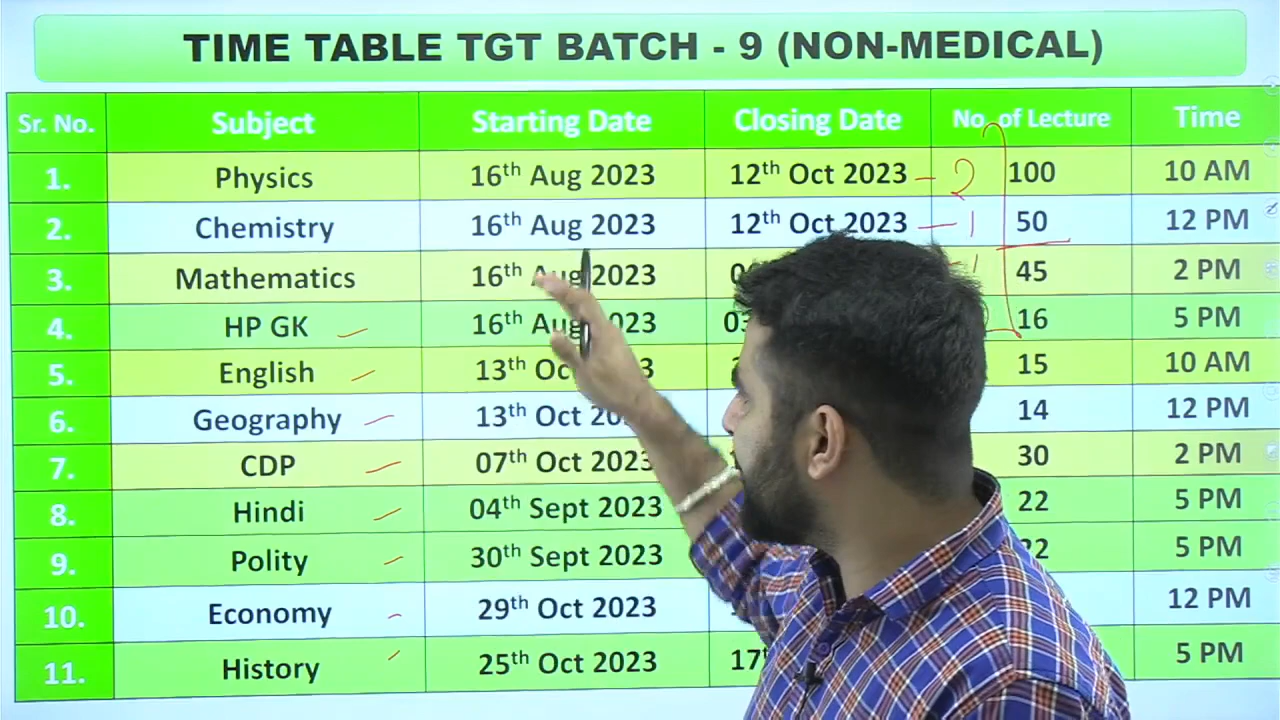 TIME TABLE TGT BATCH - 9 (NON-MEDICAL)
Sr. No. Subject Starting Date Closing Date No. of Lecture Time
1. Physics 16th Aug 2023 12th Oct 2023 – 2 100 10 AM
2. Chemistry 16th Aug 2023 12th Oct 2023 – 1 50 12 PM
3. Mathematics 16th Aug 2023 45 2 PM
4. HP GK 16th Aug 2023 16 5 PM
5. English 13th 15 10 AM
6. Geography 13th Oct 14 12 PM
7. CDP 07th Oct 2023 30 2 PM
8. Hindi 04th Sept 2023 22 5 PM
9. Polity 30th Sept 2023 22 5 PM
10. Economy 29th Oct 2023 12 PM
11. History 25th Oct 2023 5 PM